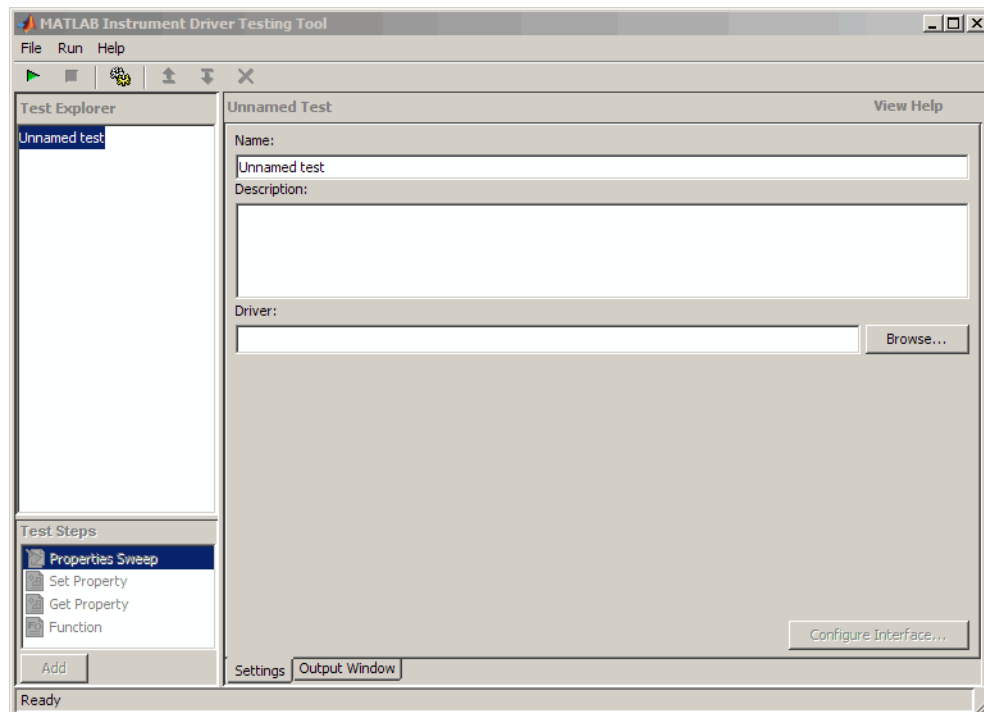 MATLAB Instrument Driver Testing Tool
File Run Help
Test Explorer
Unnamed test
Unnamed Test
View Help
Name:
Unnamed test
Description:
Driver:
Browse...
Test Steps
Properties Sweep
Set Property
Get Property
Function
Add
Configure Interface...
Settings
Output Window
Ready